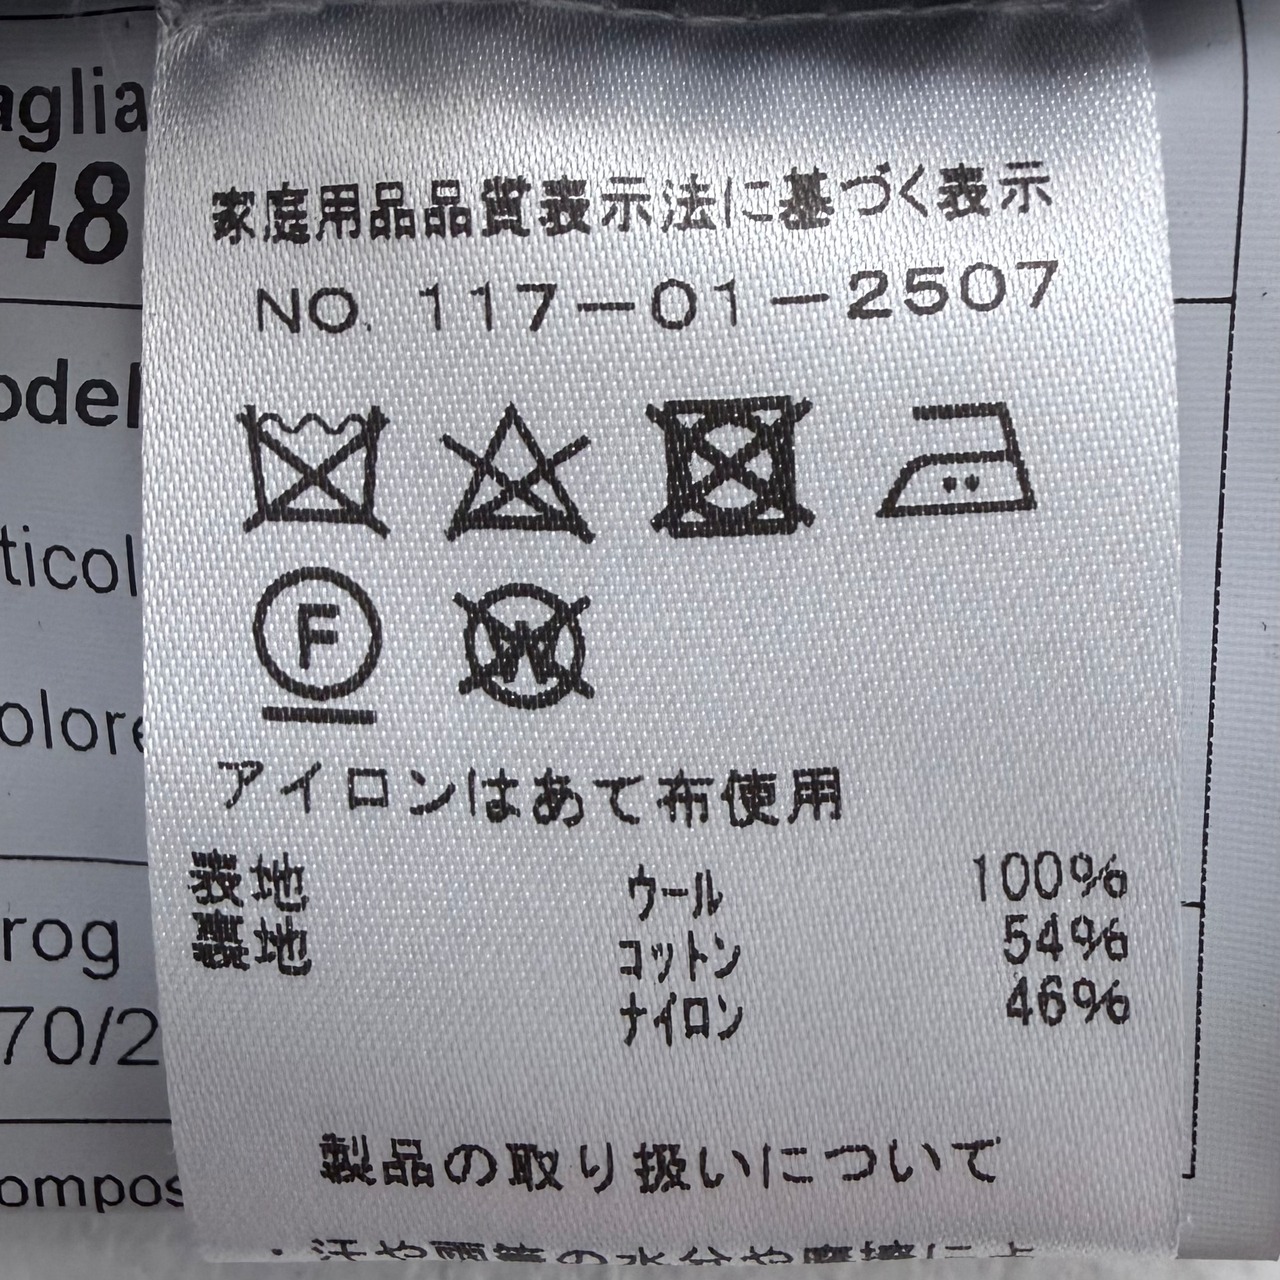 家庭用品品質表示法に基づく表示
NO. 117-01-2507
F
W
アイロンはあて布使用
表地 ウール 100%
裏地 コットン 54%
ナイロン 46%
製品の取り扱いについて
aglia
48
odel
ticol
olore
rog
70/2
ompos